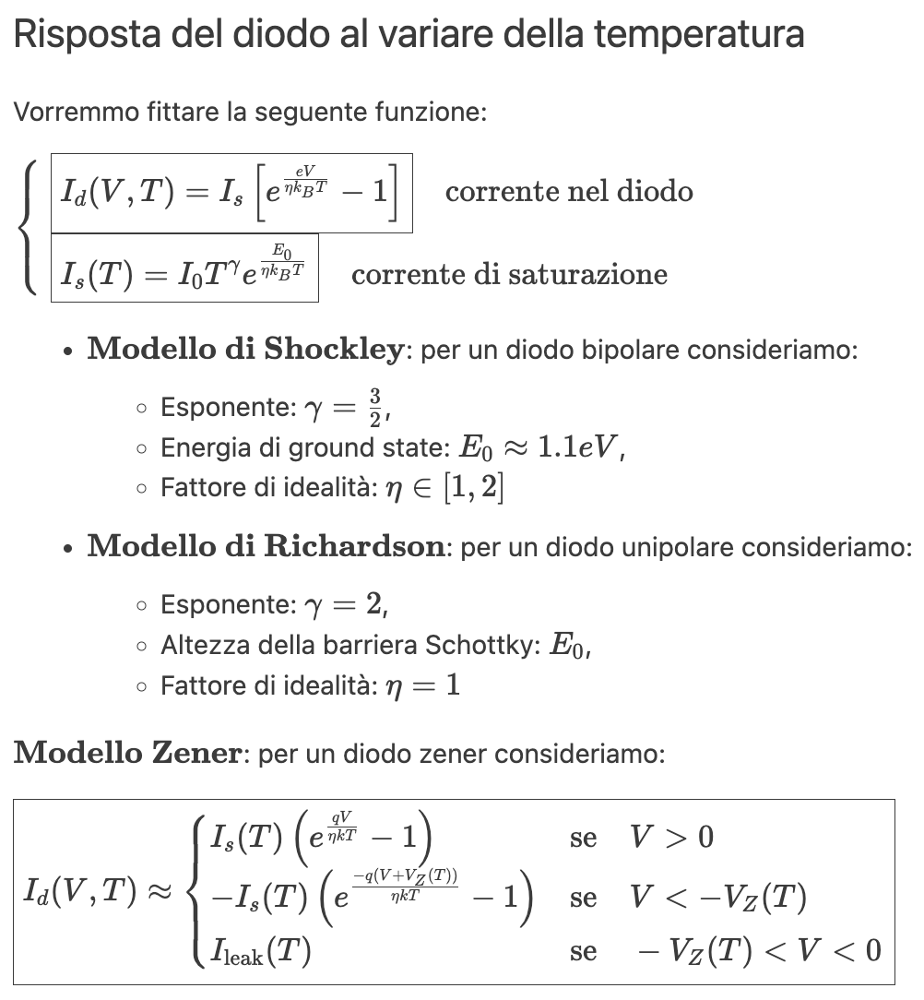 Risposta del diodo al variare della temperatura
Vorremmo fittare la seguente funzione:
$\begin{cases} \boxed{I_d(V,T) = I_s \left[ e^{\frac{eV}{\eta k_B T}} - 1 \right]} & \text{corrente nel diodo} \\ \boxed{I_s(T) = I_0 T^{\gamma} e^{\frac{E_0}{\eta k_B T}}} & \text{corrente di saturazione} \end{cases}$
• Modello di Shockley: per un diodo bipolare consideriamo:
◦ Esponente: $\gamma = \frac{3}{2}$,
◦ Energia di ground state: $E_0 \approx 1.1eV$,
◦ Fattore di idealità: $\eta \in [1, 2]$
• Modello di Richardson: per un diodo unipolare consideriamo:
◦ Esponente: $\gamma = 2$,
◦ Altezza della barriera Schottky: $E_0$,
◦ Fattore di idealità: $\eta = 1$
Modello Zener: per un diodo zener consideriamo:
$\boxed{I_d(V,T) \approx \begin{cases} I_s(T) \left( e^{\frac{qV}{\eta kT}} - 1 \right) & \text{se} \quad V > 0 \\ -I_s(T) \left( e^{\frac{-q(V+V_Z(T))}{\eta kT}} - 1 \right) & \text{se} \quad V < -V_Z(T) \\ I_{\text{leak}}(T) & \text{se} \quad -V_Z(T) < V < 0 \end{cases}}$